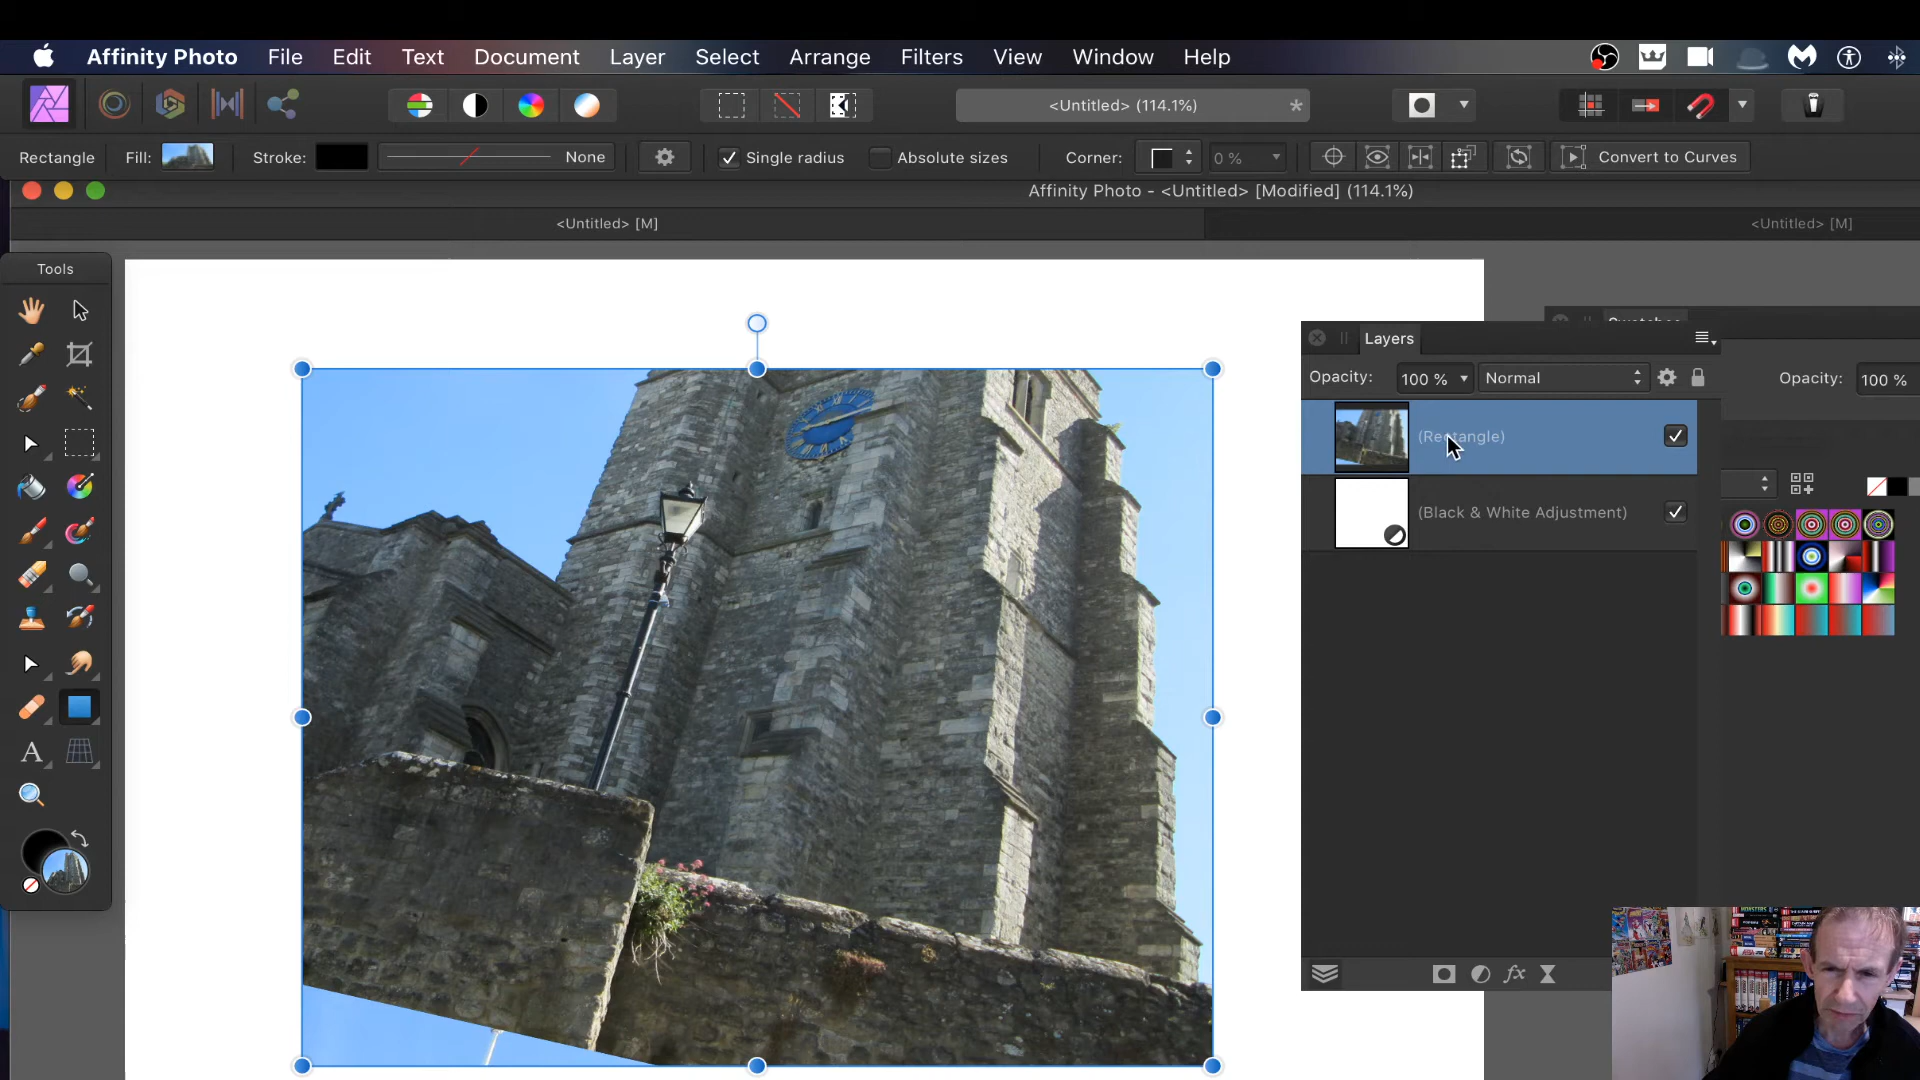 Affinity Photo File Edit Text Document Layer Select Arrange Filters View Window Help
<Untitled> (114.1%) *
Rectangle Fill: Stroke: None Single radius Absolute sizes Corner: 0 % Convert to Curves
Affinity Photo - <Untitled> [Modified] (114.1%)
<Untitled> [M] <Untitled> [M]
Tools
Swatches
Layers
Opacity: 100 % Normal Opacity: 100 %
(Rectangle)
(Black & White Adjustment)
A
fx